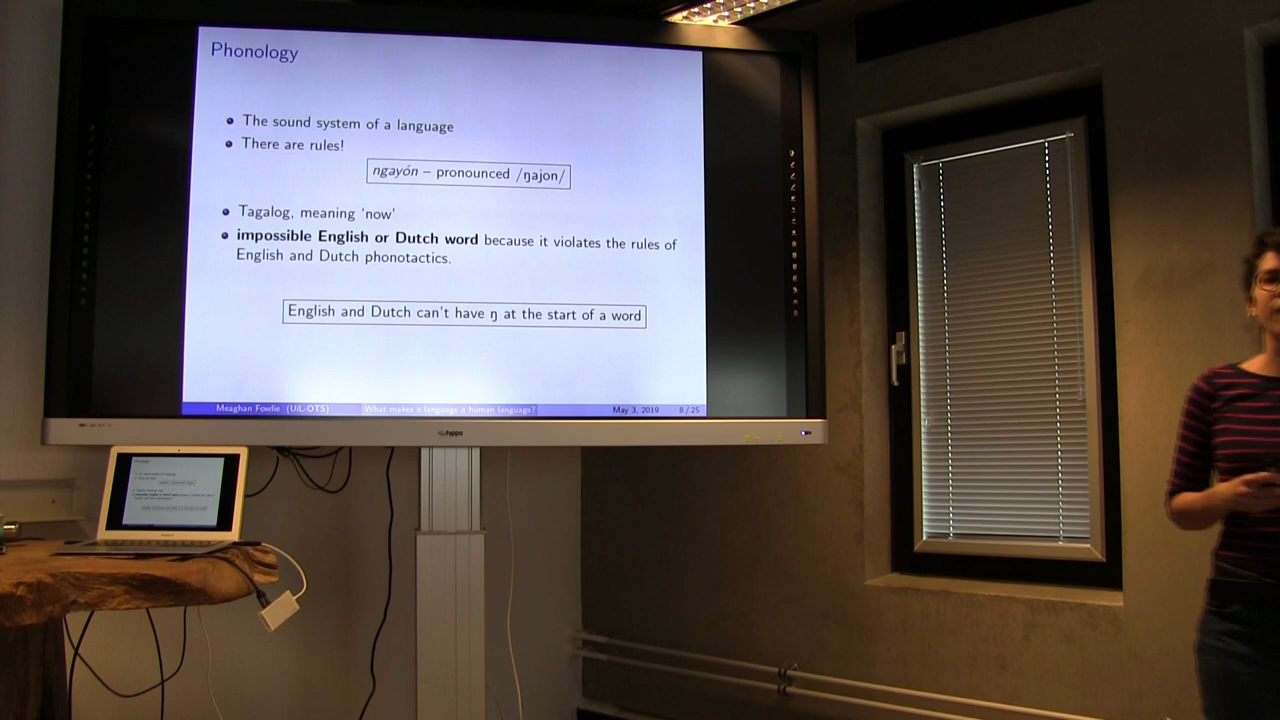 Phonology
The sound system of a language
There are rules!
ngayón – pronounced /ŋajon/
Tagalog, meaning ‘now’
impossible English or Dutch word because it violates the rules of
English and Dutch phonotactics.
English and Dutch can't have ŋ at the start of a word
Meaghan Fowlie (UiL-OTS) What makes a language a human language? May 3, 2019 8 / 25